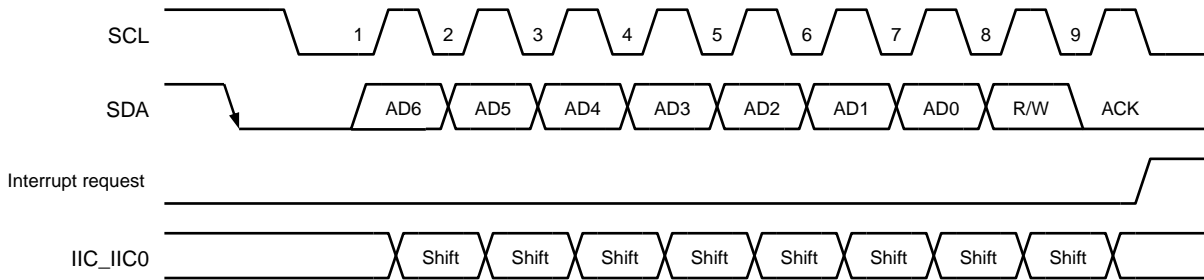 SCL 1 2 3 4 5 6 7 8 9
SDA AD6 AD5 AD4 AD3 AD2 AD1 AD0 R/W ACK
Interrupt request
IIC_IIC0 Shift Shift Shift Shift Shift Shift Shift Shift